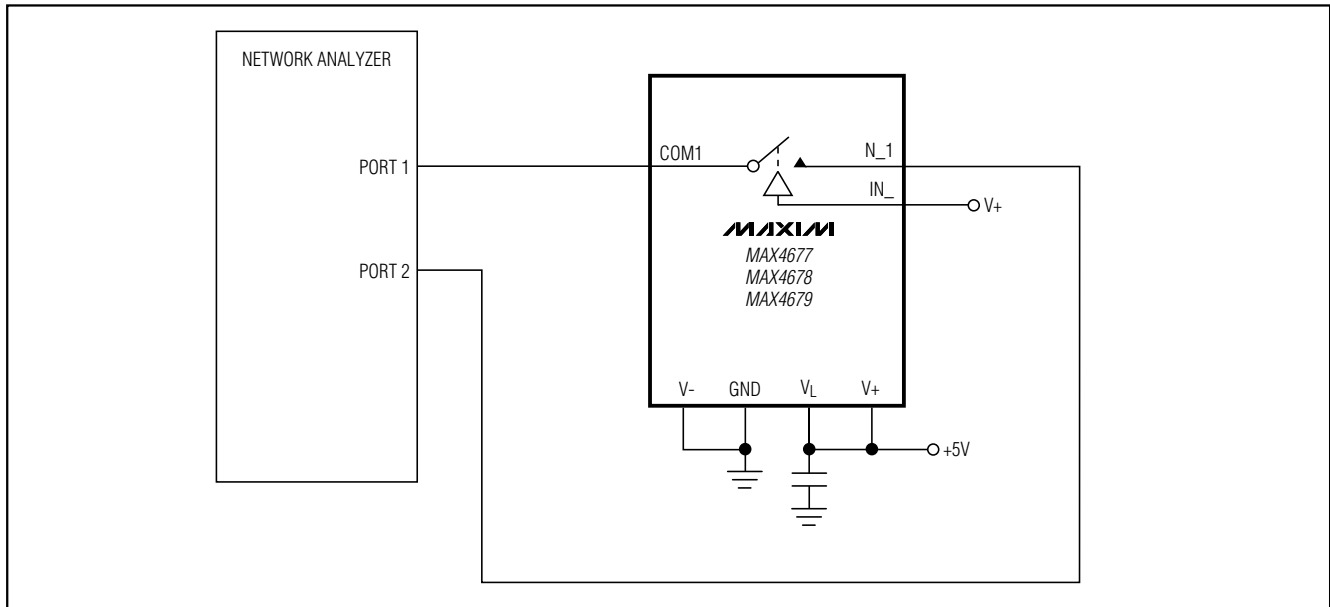 NETWORK ANALYZER
PORT 1
COM1
N_1
IN_
V+
MAXIM
MAX4677
MAX4678
MAX4679
PORT 2
V-
GND
VL
V+
+5V